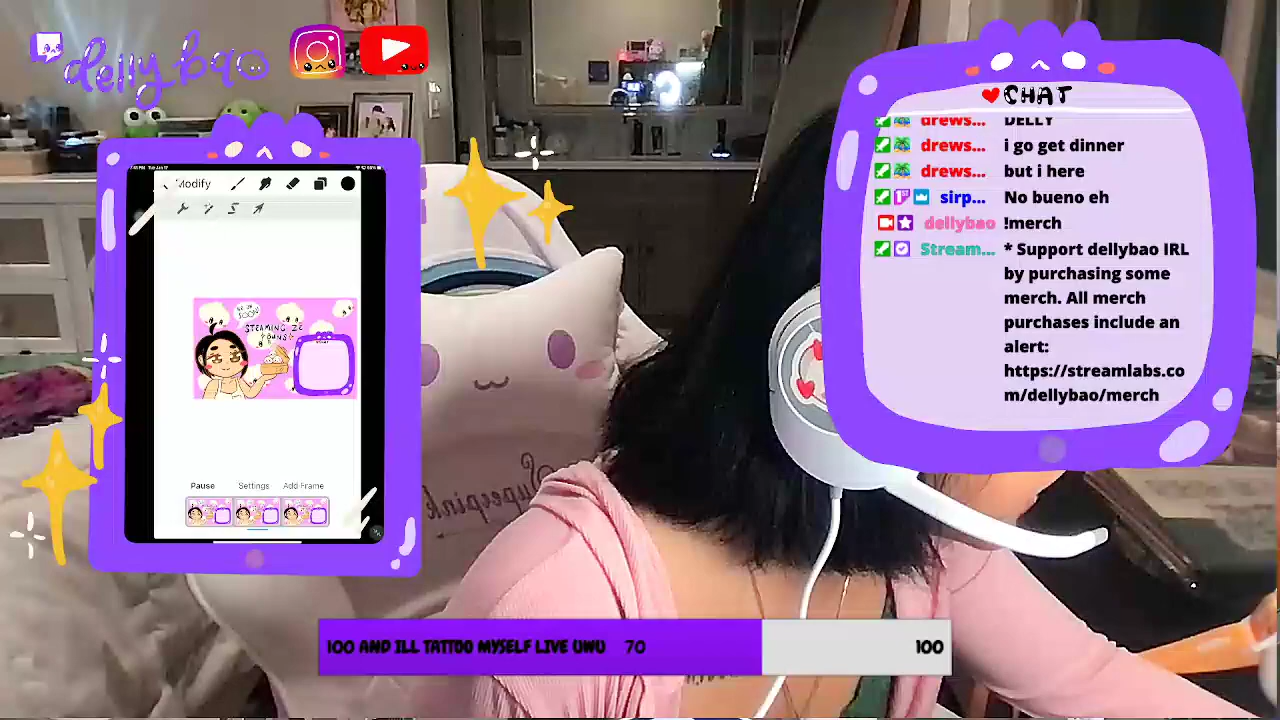 delly_bao
CHAT
drews... DELLY
drews... i go get dinner
drews... but i here
sirp... No bueno eh
dellybao !merch
Stream... * Support dellybao IRL
by purchasing some
merch. All merch
purchases include an
alert:
https://streamlabs.co
m/dellybao/merch
Modify
Pause Settings Add Frame
Superpink
100 AND ILL TATTOO MYSELF LIVE UWU 70 100